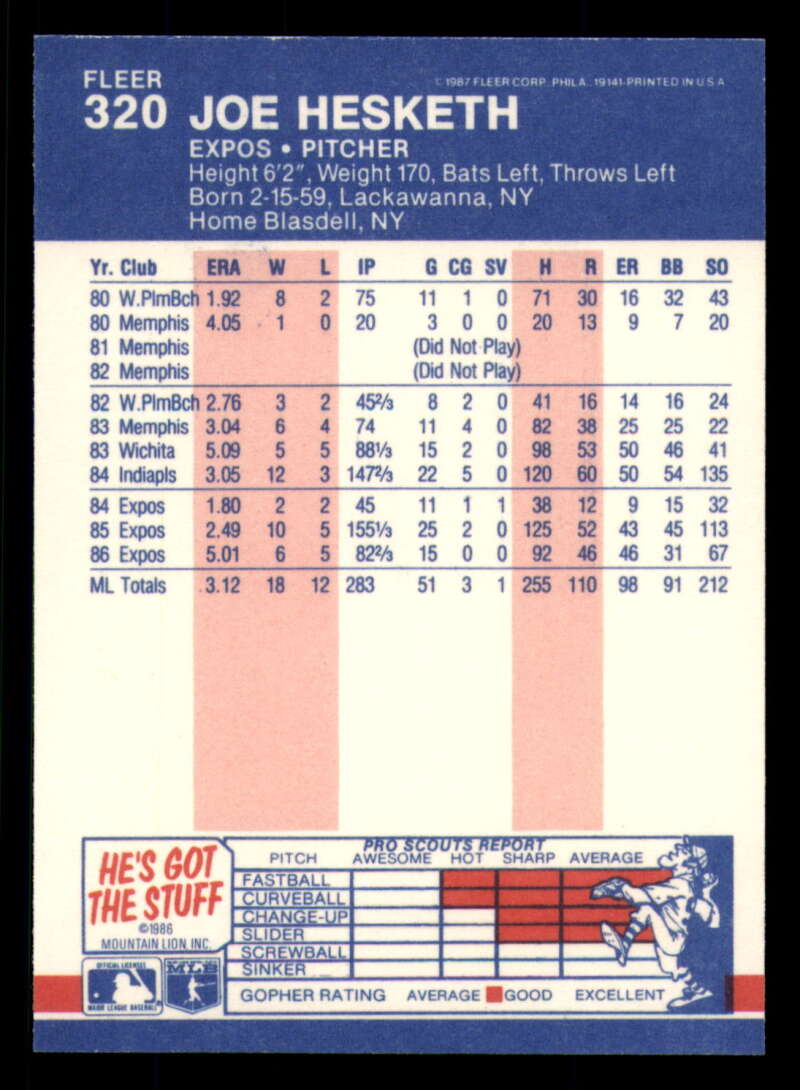 FLEER
© 1987 FLEER CORP. PHILA., 19141-PRINTED IN U S A
320 JOE HESKETH
EXPOS • PITCHER
Height 6'2", Weight 170, Bats Left, Throws Left
Born 2-15-59, Lackawanna, NY
Home Blasdell, NY
Yr. Club ERA W L IP G CG SV H R ER BB SO
80 W.PlmBch 1.92 8 2 75 11 1 0 71 30 16 32 43
80 Memphis 4.05 1 0 20 3 0 0 20 13 9 7 20
81 Memphis (Did Not Play)
82 Memphis (Did Not Play)
82 W.PlmBch 2.76 3 2 45⅔ 8 2 0 41 16 14 16 24
83 Memphis 3.04 6 4 74 11 4 0 82 38 25 25 22
83 Wichita 5.09 5 5 88⅓ 15 2 0 98 53 50 46 41
84 Indiapls 3.05 12 3 147⅔ 22 5 0 120 60 50 54 135
84 Expos 1.80 2 2 45 11 1 1 38 12 9 15 32
85 Expos 2.49 10 5 155⅓ 25 2 0 125 52 43 45 113
86 Expos 5.01 6 5 82⅔ 15 0 0 92 46 46 31 67
ML Totals 3.12 18 12 283 51 3 1 255 110 98 91 212
HE'S GOT
THE STUFF
©1986
MOUNTAIN LION, INC.
PRO SCOUTS REPORT
PITCH AWESOME HOT SHARP AVERAGE
FASTBALL
CURVEBALL
CHANGE-UP
SLIDER
SCREWBALL
SINKER
GOPHER RATING AVERAGE GOOD EXCELLENT
OFFICIAL LICENSEE
MAJOR LEAGUE BASEBALL
MLB